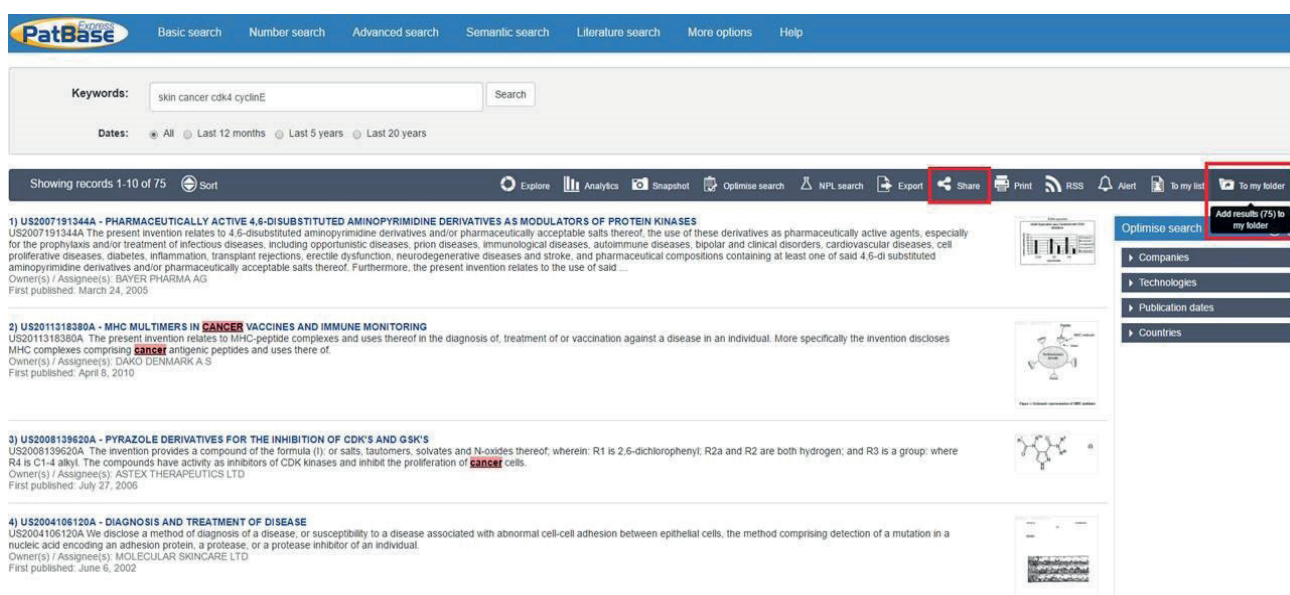 PatBase Express
Basic search Number search Advanced search Semantic search Literature search More options Help
Keywords: skin cancer cdk4 cyclinE Search
Dates: All Last 12 months Last 5 years Last 20 years
Showing records 1-10 of 75 Sort Explore Analytics Snapshot Optimise search NPL search Export Share Print RSS Alert To my list To my folder
Add results (75) to
my folder
1) US2007191344A - PHARMACEUTICALLY ACTIVE 4,6-DISUBSTITUTED AMINOPYRIMIDINE DERIVATIVES AS MODULATORS OF PROTEIN KINASES
US2007191344A The present invention relates to 4,6-disubstituted aminopyrimidine derivatives and/or pharmaceutically acceptable salts thereof, the use of these derivatives as pharmaceutically active agents, especially
for the prophylaxis and/or treatment of infectious diseases, including opportunistic diseases, prion diseases, immunological diseases, autoimmune diseases, bipolar and clinical disorders, cardiovascular diseases, cell
proliferative diseases, diabetes, inflammation, transplant rejections, erectile dysfunction, neurodegenerative diseases and stroke, and pharmaceutical compositions containing at least one of said 4,6-di substituted
aminopyrimidine derivatives and/or pharmaceutically acceptable salts thereof. Furthermore, the present invention relates to the use of said ...
Owner(s) / Assignee(s): BAYER PHARMA AG
First published: March 24, 2005
Optimise search
Companies
Technologies
Publication dates
Countries
2) US2011318380A - MHC MULTIMERS IN CANCER VACCINES AND IMMUNE MONITORING
US2011318380A The present invention relates to MHC-peptide complexes and uses thereof in the diagnosis of, treatment of or vaccination against a disease in an individual. More specifically the invention discloses
MHC complexes comprising cancer antigenic peptides and uses there of.
Owner(s) / Assignee(s): DAKO DENMARK A S
First published: April 8, 2010
3) US2008139620A - PYRAZOLE DERIVATIVES FOR THE INHIBITION OF CDK'S AND GSK'S
US2008139620A The invention provides a compound of the formula (I): or salts, tautomers, solvates and N-oxides thereof; wherein: R1 is 2,6-dichlorophenyl; R2a and R2 are both hydrogen; and R3 is a group: where
R4 is C1-4 alkyl. The compounds have activity as inhibitors of CDK kinases and inhibit the proliferation of cancer cells.
Owner(s) / Assignee(s): ASTEX THERAPEUTICS LTD
First published: July 27, 2006
4) US2004106120A - DIAGNOSIS AND TREATMENT OF DISEASE
US2004106120A We disclose a method of diagnosis of a disease, or susceptibility to a disease associated with abnormal cell-cell adhesion between epithelial cells, the method comprising detection of a mutation in a
nucleic acid encoding an adhesion protein, a protease, or a protease inhibitor of an individual.
Owner(s) / Assignee(s): MOLECULAR SKINCARE LTD
First published: June 6, 2002